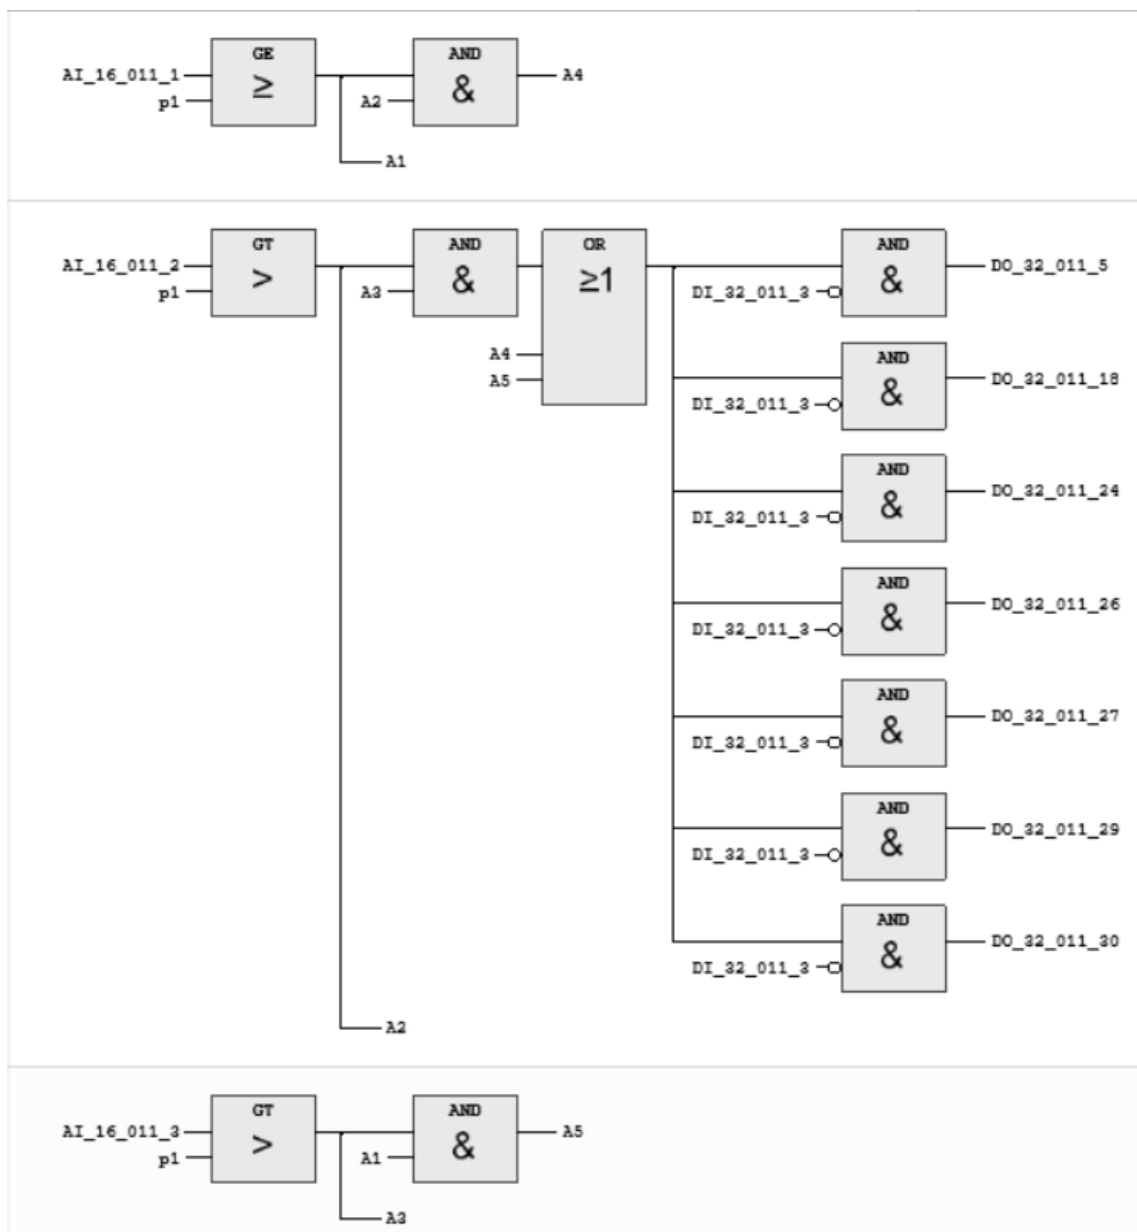 GE AND
AI_16_011_1 ≥ & A4
p1 A2
A1
GT AND OR AND
AI_16_011_2 > & ≥1 & DO_32_011_5
p1 A3 DI_32_011_3
A4 AND
A5 & DO_32_011_18
DI_32_011_3
AND
& DO_32_011_24
DI_32_011_3
AND
& DO_32_011_26
DI_32_011_3
AND
& DO_32_011_27
DI_32_011_3
AND
& DO_32_011_29
DI_32_011_3
AND
& DO_32_011_30
DI_32_011_3
A2
GT AND
AI_16_011_3 > & A5
p1 A1
A3